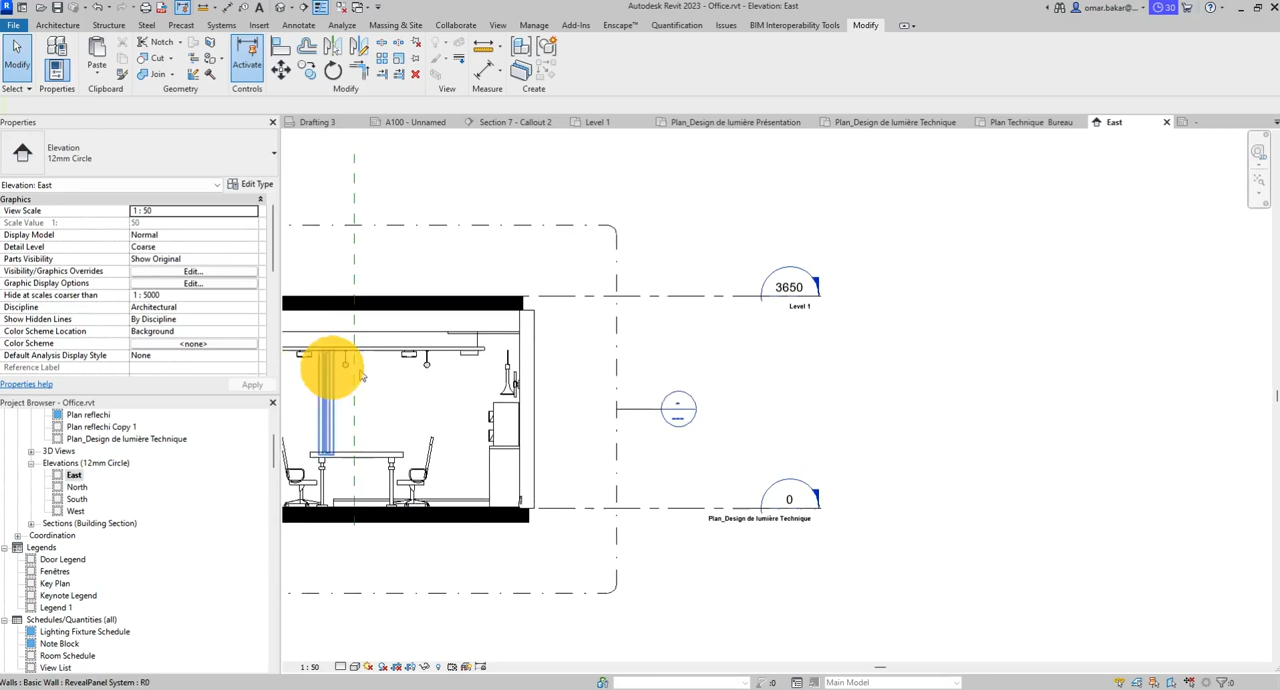 Autodesk Revit 2023 - Office.rvt - Elevation: East
omar.bakar@...
30
File Architecture Structure Steel Precast Systems Insert Annotate Analyze Massing & Site Collaborate View Manage Add-Ins Enscape™ Quantification Issues BIM Interoperability Tools Modify
Modify Paste Notch Cut Join Activate
Select Properties Clipboard Geometry Controls Modify View Measure Create
Properties
Drafting 3
A100 - Unnamed
Section 7 - Callout 2
Level 1
Plan_Design de lumière Présentation
Plan_Design de lumière Technique
Plan Technique Bureau
East
Elevation
12mm Circle
Elevation: East
Edit Type
Graphics
View Scale 1 : 50
Scale Value 1: 50
Display Model Normal
Detail Level Coarse
Parts Visibility Show Original
Visibility/Graphics Overrides Edit...
Graphic Display Options Edit...
Hide at scales coarser than 1 : 5000
Discipline Architectural
Show Hidden Lines By Discipline
Color Scheme Location Background
Color Scheme <none>
Default Analysis Display Style None
Reference Label
Properties help
Apply
Project Browser - Office.rvt
Plan reflechi
Plan reflechi Copy 1
Plan_Design de lumière
3D Views
Elevations (12mm Circle)
East
North
South
West
Sections (Building Section)
Coordination
Legends
Door Legend
Fenêtres
Key Plan
Keynote Legend
Legend 1
Schedules/Quantities (all)
Lighting Fixture Schedule
Note Block
Room Schedule
View List
3650
Level 1
0
Plan_Design de lumière Technique
1 : 50
Walls : Basic Wall : RevealPanel System : R0
:0
Main Model
:0